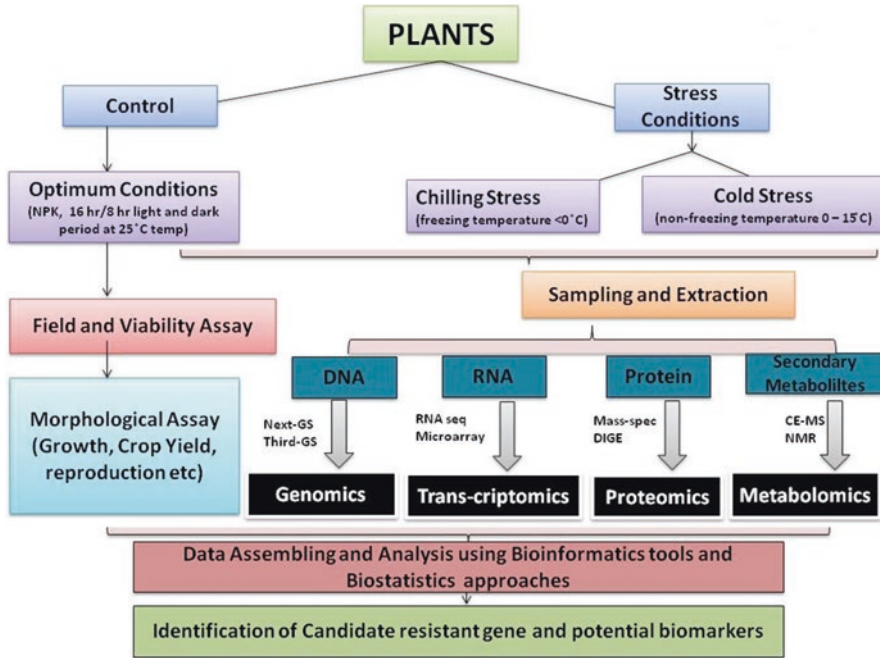 PLANTS
Control
Stress
Conditions
Optimum Conditions
(NPK, 16 hr/8 hr light and dark
period at 25˚C temp)
Chilling Stress
(freezing temperature <0˚C)
Cold Stress
(non-freezing temperature 0 – 15˚C)
Sampling and Extraction
Field and Viability Assay
DNA
RNA
Protein
Secondary
Metaboliltes
Next-GS
Third-GS
RNA seq
Microarray
Mass-spec
DIGE
CE-MS
NMR
Morphological Assay
(Growth, Crop Yield,
reproduction etc)
Genomics
Trans-criptomics
Proteomics
Metabolomics
Data Assembling and Analysis using Bioinformatics tools and
Biostatistics approaches
Identification of Candidate resistant gene and potential biomarkers